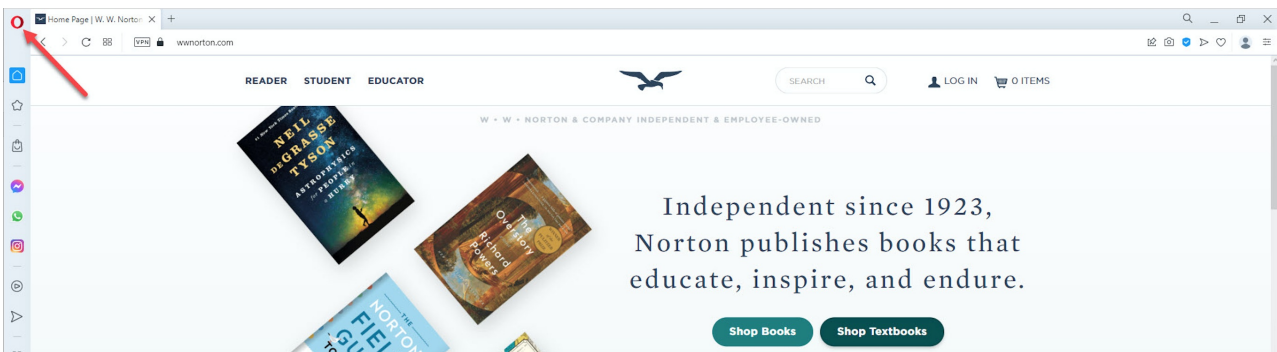 Home Page | W. W. Norton
VPN wwnorton.com
READER STUDENT EDUCATOR SEARCH LOG IN 0 ITEMS
W • W • NORTON & COMPANY INDEPENDENT & EMPLOYEE-OWNED
NEIL
DEGRASSE
TYSON
ASTROPHYSICS
for PEOPLE in
a HURRY
The
Overstory
Richard
Powers
Independent since 1923,
Norton publishes books that
educate, inspire, and endure.
THE
NORTON
FIEL
GU
TO
Shop Books Shop Textbooks